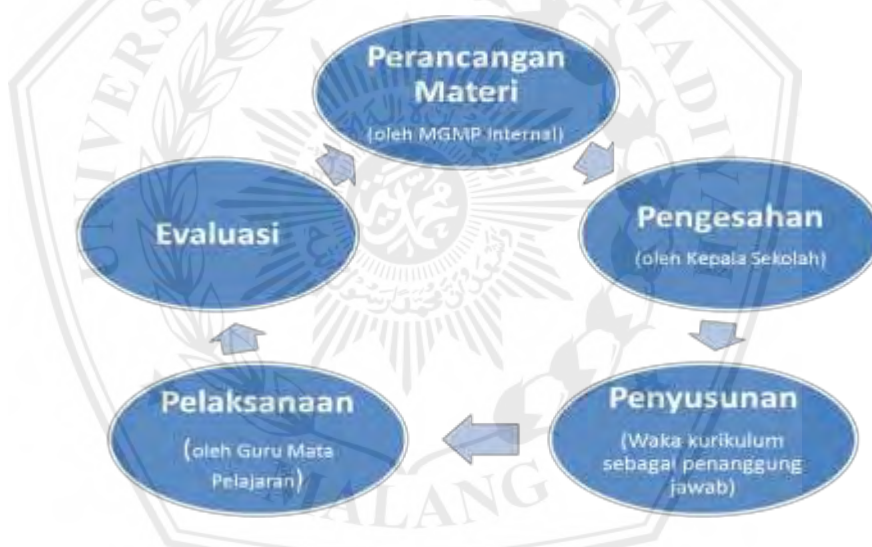 Perancangan
Materi
(oleh MGMP Internal)
Pengesahan
(oleh Kepala Sekolah)
Penyusunan
(Waka kurikulum
sebagai penanggung
jawab)
Pelaksanaan
(oleh Guru Mata
Pelajaran)
Evaluasi
MALANG